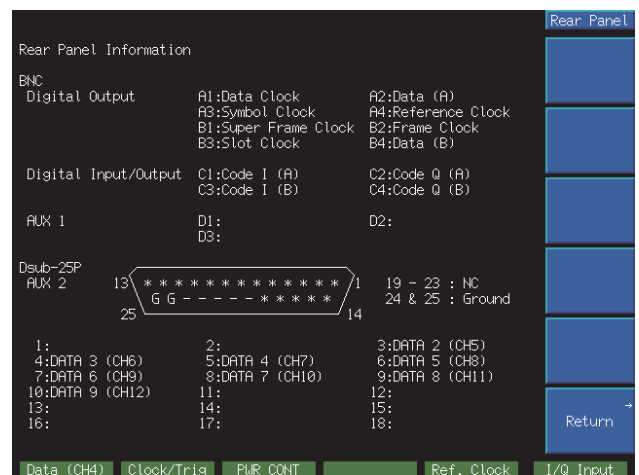 Rear Panel
Rear Panel Information
BNC
Digital Output A1:Data Clock A2:Data (A)
A3:Symbol Clock A4:Reference Clock
B1:Super Frame Clock B2:Frame Clock
B3:Slot Clock B4:Data (B)
Digital Input/Output C1:Code I (A) C2:Code Q (A)
C3:Code I (B) C4:Code Q (B)
AUX 1 D1: D2:
D3:
Dsub-25P
AUX 2 13 * * * * * * * * * * * * * 1 19 - 23 : NC
G G - - - - - * * * * * 24 & 25 : Ground
25 14
1: 2: 3:DATA 2 (CH5)
4:DATA 3 (CH6) 5:DATA 4 (CH7) 6:DATA 5 (CH8)
7:DATA 6 (CH9) 8:DATA 7 (CH10) 9:DATA 8 (CH11)
10:DATA 9 (CH12) 11: 12:
13: 14: 15:
16: 17: 18:
→
Return
Data (CH4) Clock/Trig PWR CONT Ref. Clock I/Q Input